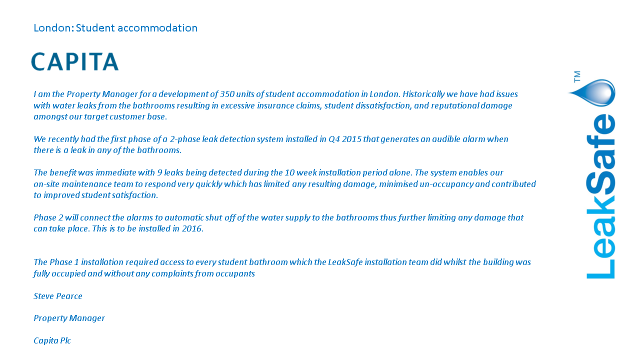 London: Student accommodation
CAPITA
I am the Property Manager for a development of 350 units of student accommodation in London. Historically we have had issues
with water leaks from the bathrooms resulting in excessive insurance claims, student dissatisfaction, and reputational damage
amongst our target customer base.
We recently had the first phase of a 2-phase leak detection system installed in Q4 2015 that generates an audible alarm when
there is a leak in any of the bathrooms.
The benefit was immediate with 9 leaks being detected during the 10 week installation period alone. The system enables our
on-site maintenance team to respond very quickly which has limited any resulting damage, minimised un-occupancy and contributed
to improved student satisfaction.
Phase 2 will connect the alarms to automatic shut off of the water supply to the bathrooms thus further limiting any damage that
can take place. This is to be installed in 2016.
The Phase 1 installation required access to every student bathroom which the LeakSafe installation team did whilst the building was
fully occupied and without any complaints from occupants
Steve Pearce
Property Manager
Capita Plc
LeakSafe TM